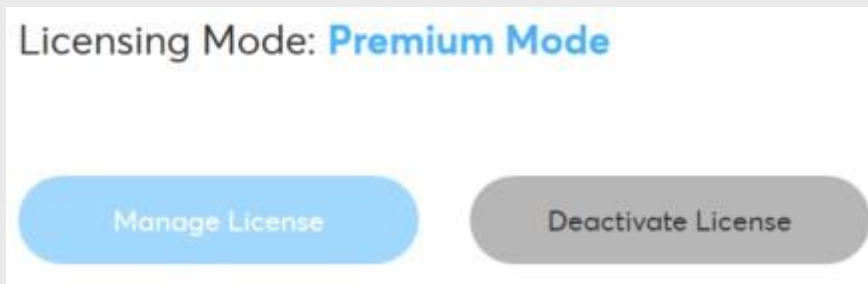 Licensing Mode: Premium Mode
Manage License
Deactivate License